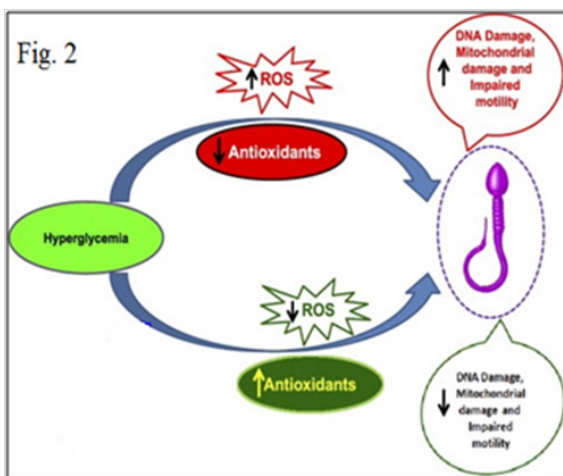 Fig. 2
↑ ROS
↓ Antioxidants
↑ DNA Damage,
Mitochondrial
damage and
Impaired
motility
Hyperglycemia
↓ ROS
↑ Antioxidants
↓ DNA Damage,
Mitochondrial
damage and
Impaired
motility